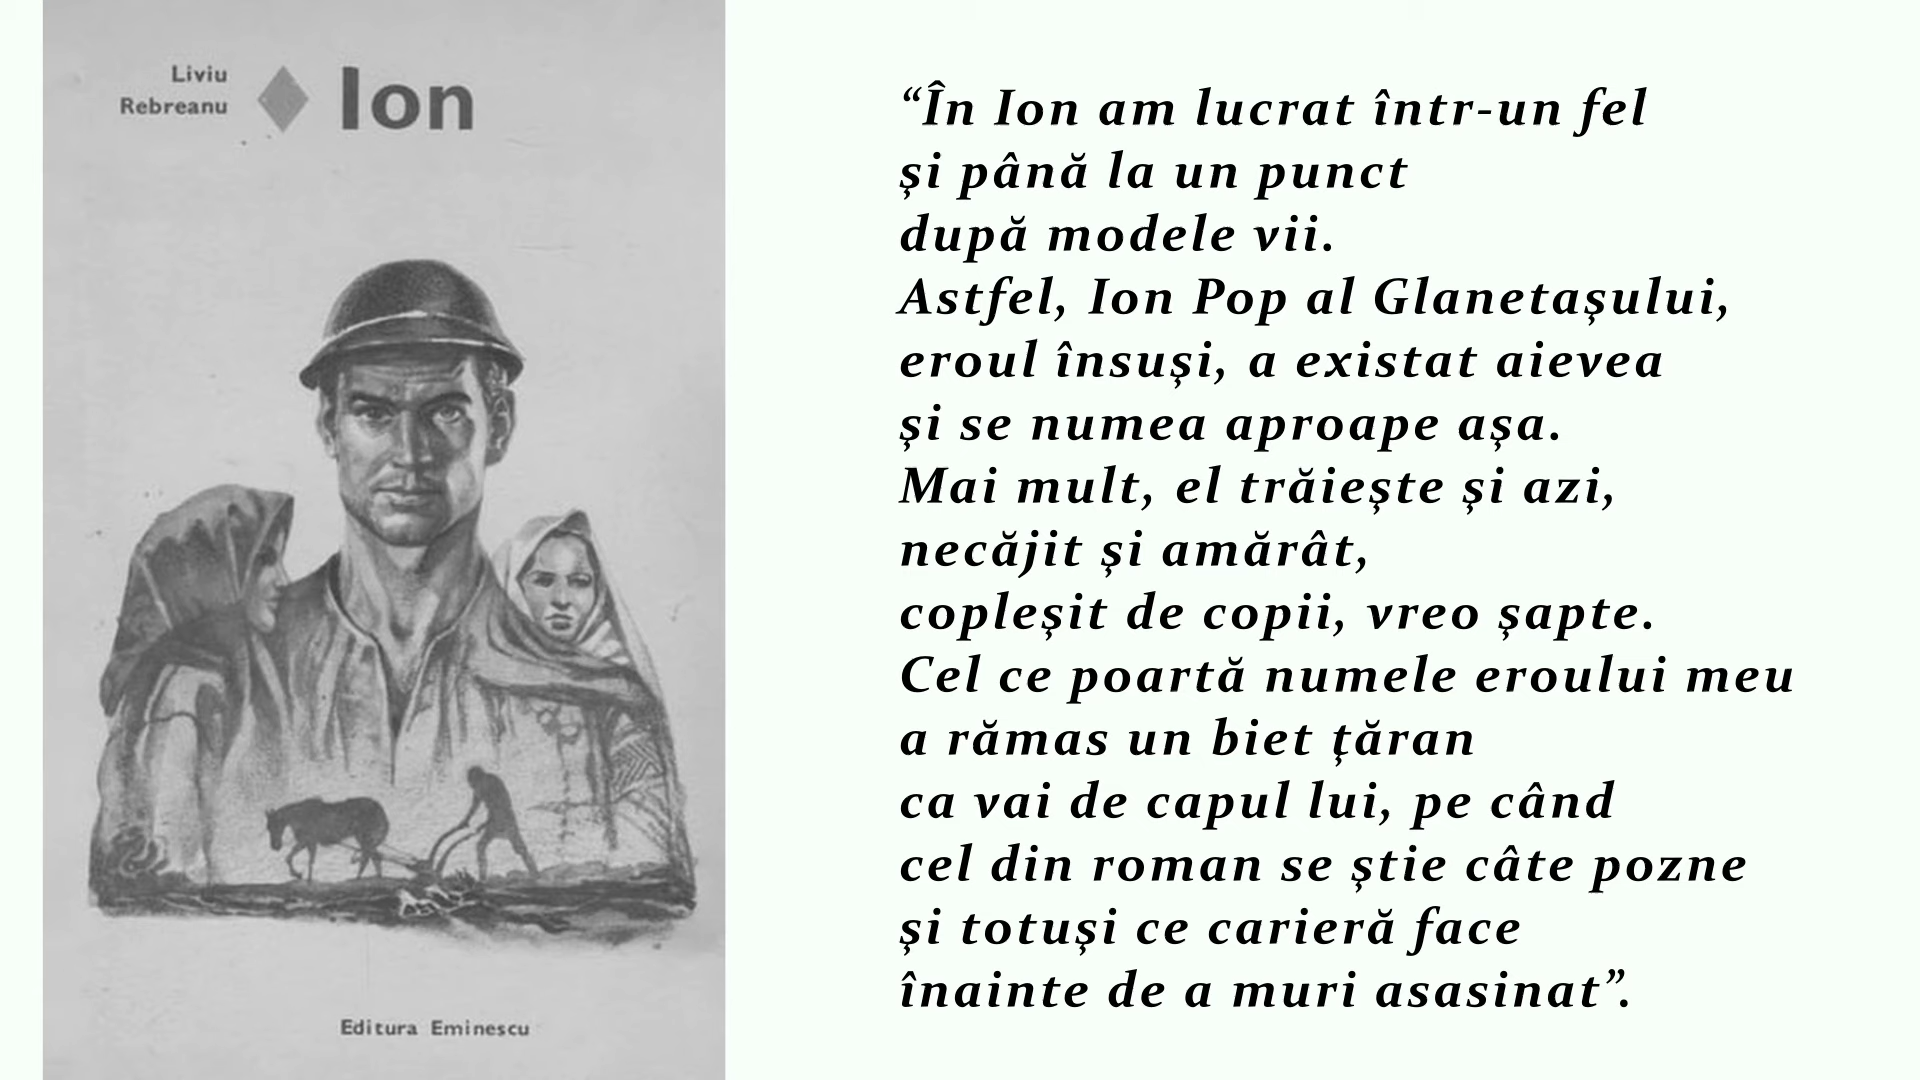 Liviu
Rebreanu
Ion
Editura Eminescu
“În Ion am lucrat într-un fel
și până la un punct
după modele vii.
Astfel, Ion Pop al Glanetașului,
eroul însuși, a existat aievea
și se numea aproape așa.
Mai mult, el trăiește și azi,
necăjit și amărât,
copleșit de copii, vreo șapte.
Cel ce poartă numele eroului meu
a rămas un biet țăran
ca vai de capul lui, pe când
cel din roman se știe câte pozne
și totuși ce carieră face
înainte de a muri asasinat”.